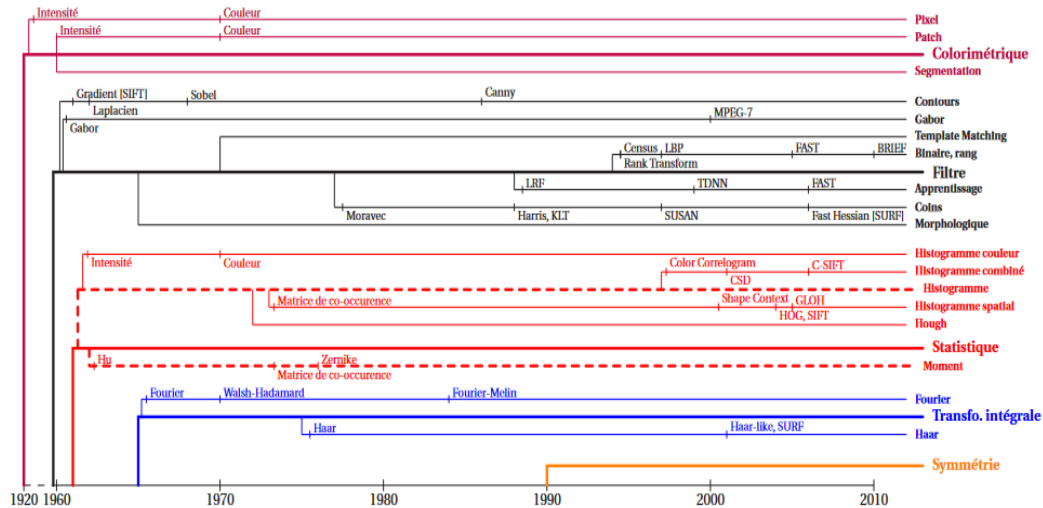 Intensité Couleur Pixel
Intensité Couleur Patch
Colorimétrique
Segmentation
Gradient [SIFT] Sobel Canny Contours
Laplacien MPEG-7 Gabor
Gabor
Template Matching
Census LBP FAST BRIEF Binaire, rang
Rank Transform Filtre
LRF TDNN FAST Apprentissage
Coins
Moravec Harris, KLT SUSAN Fast Hessian [SURF]
Morphologique
Histogramme couleur
Intensité Couleur Color Correlogram C-SIFT Histogramme combiné
CSD Histogramme
Matrice de co-occurence Shape Context GLOH Histogramme spatial
HOG, SIFT Hough
Statistique
Hu Zernike Moment
Matrice de co-occurence
Fourier Walsh-Hadamard Fourier-Melin Fourier
Transfo. intégrale
Haar Haar-like, SURF Haar
Symmétrie
1920 1960 1970 1980 1990 2000 2010